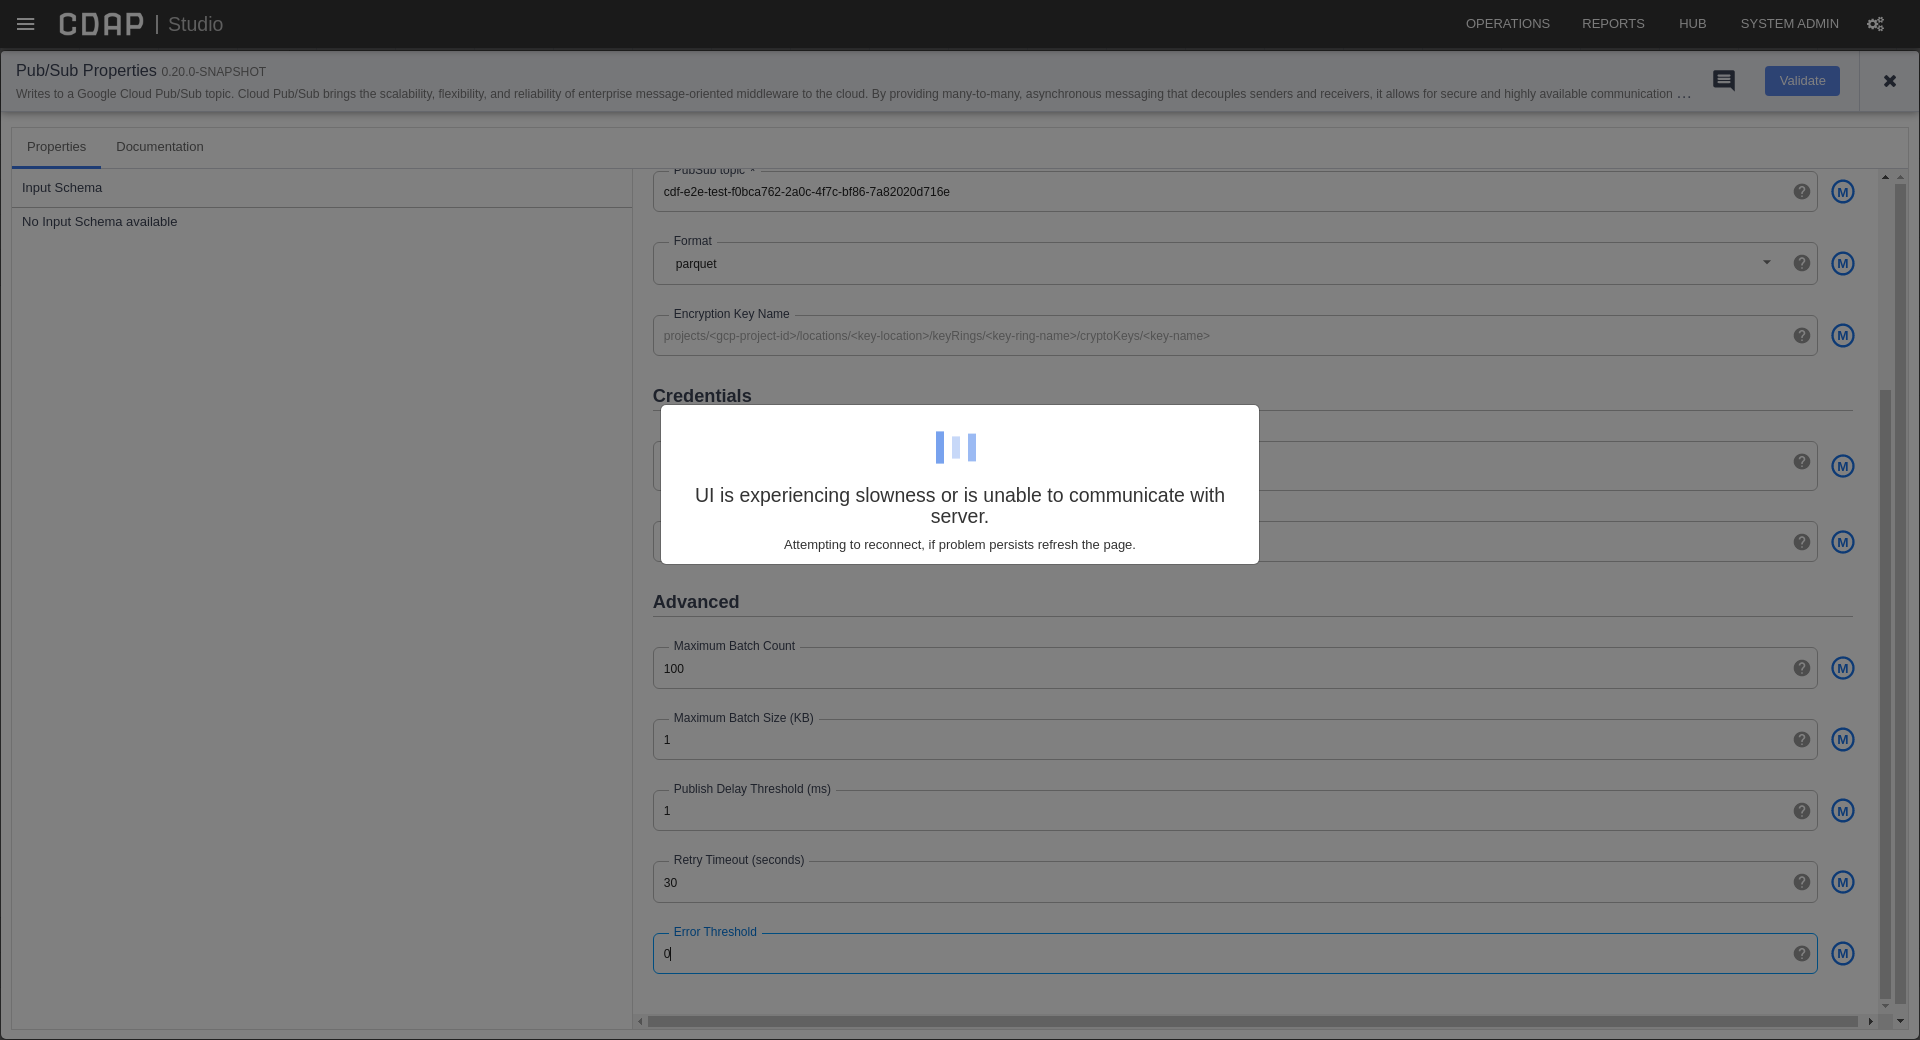 CDAP | Studio
OPERATIONS REPORTS HUB SYSTEM ADMIN
Pub/Sub Properties 0.20.0-SNAPSHOT
Writes to a Google Cloud Pub/Sub topic. Cloud Pub/Sub brings the scalability, flexibility, and reliability of enterprise message-oriented middleware to the cloud. By providing many-to-many, asynchronous messaging that decouples senders and receivers, it allows for secure and highly available communication ...
Validate
Properties Documentation
Input Schema
No Input Schema available
PubSub topic *
cdf-e2e-test-f0bca762-2a0c-4f7c-bf86-7a82020d716e
? M
Format
parquet
? M
Encryption Key Name
projects/<gcp-project-id>/locations/<key-location>/keyRings/<key-ring-name>/cryptoKeys/<key-name>
? M
Credentials
? M
UI is experiencing slowness or is unable to communicate with
server.
Attempting to reconnect, if problem persists refresh the page.
? M
Advanced
Maximum Batch Count
100
? M
Maximum Batch Size (KB)
1
? M
Publish Delay Threshold (ms)
1
? M
Retry Timeout (seconds)
30
? M
Error Threshold
0
? M